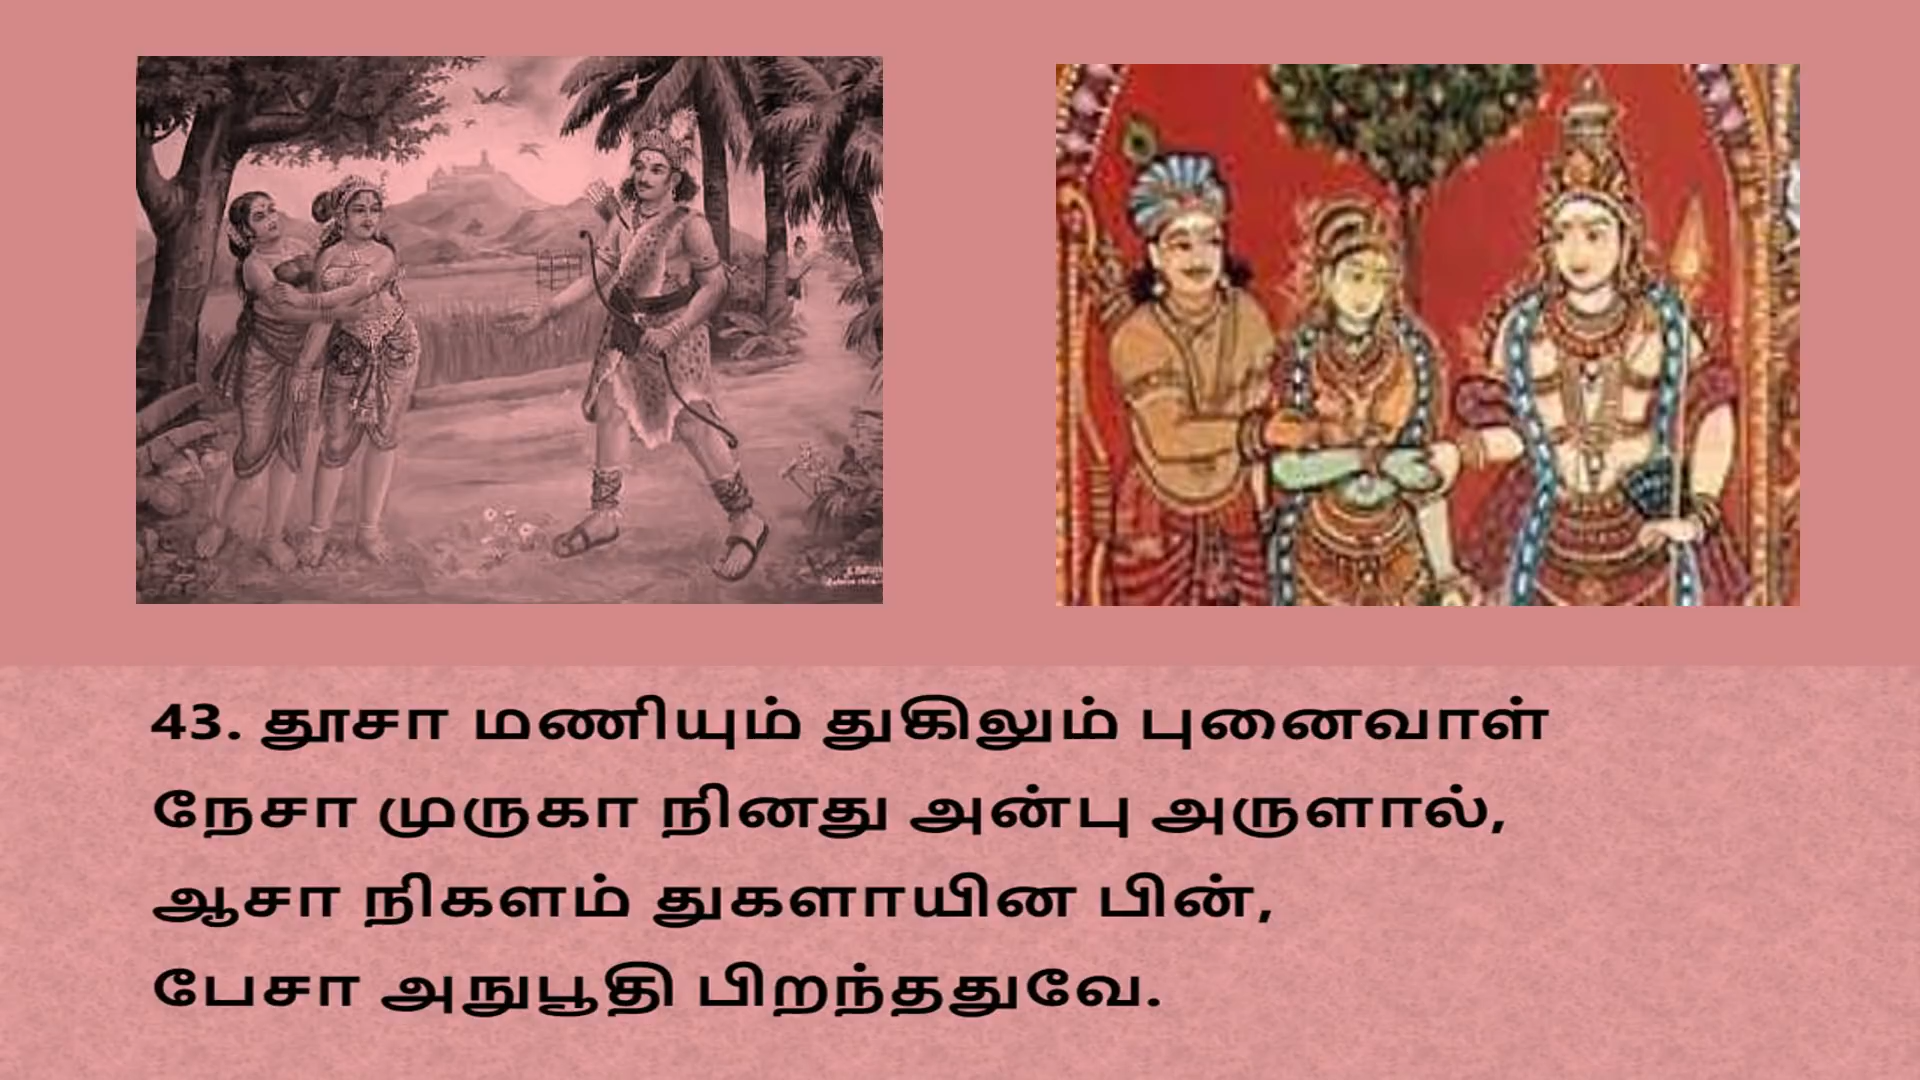 43. தூசா மணியும் துகிலும் புனைவாள்
நேசா முருகா நினது அன்பு அருளால்,
ஆசா நிகளம் துகளாயின பின்,
பேசா அநுபூதி பிறந்ததுவே.